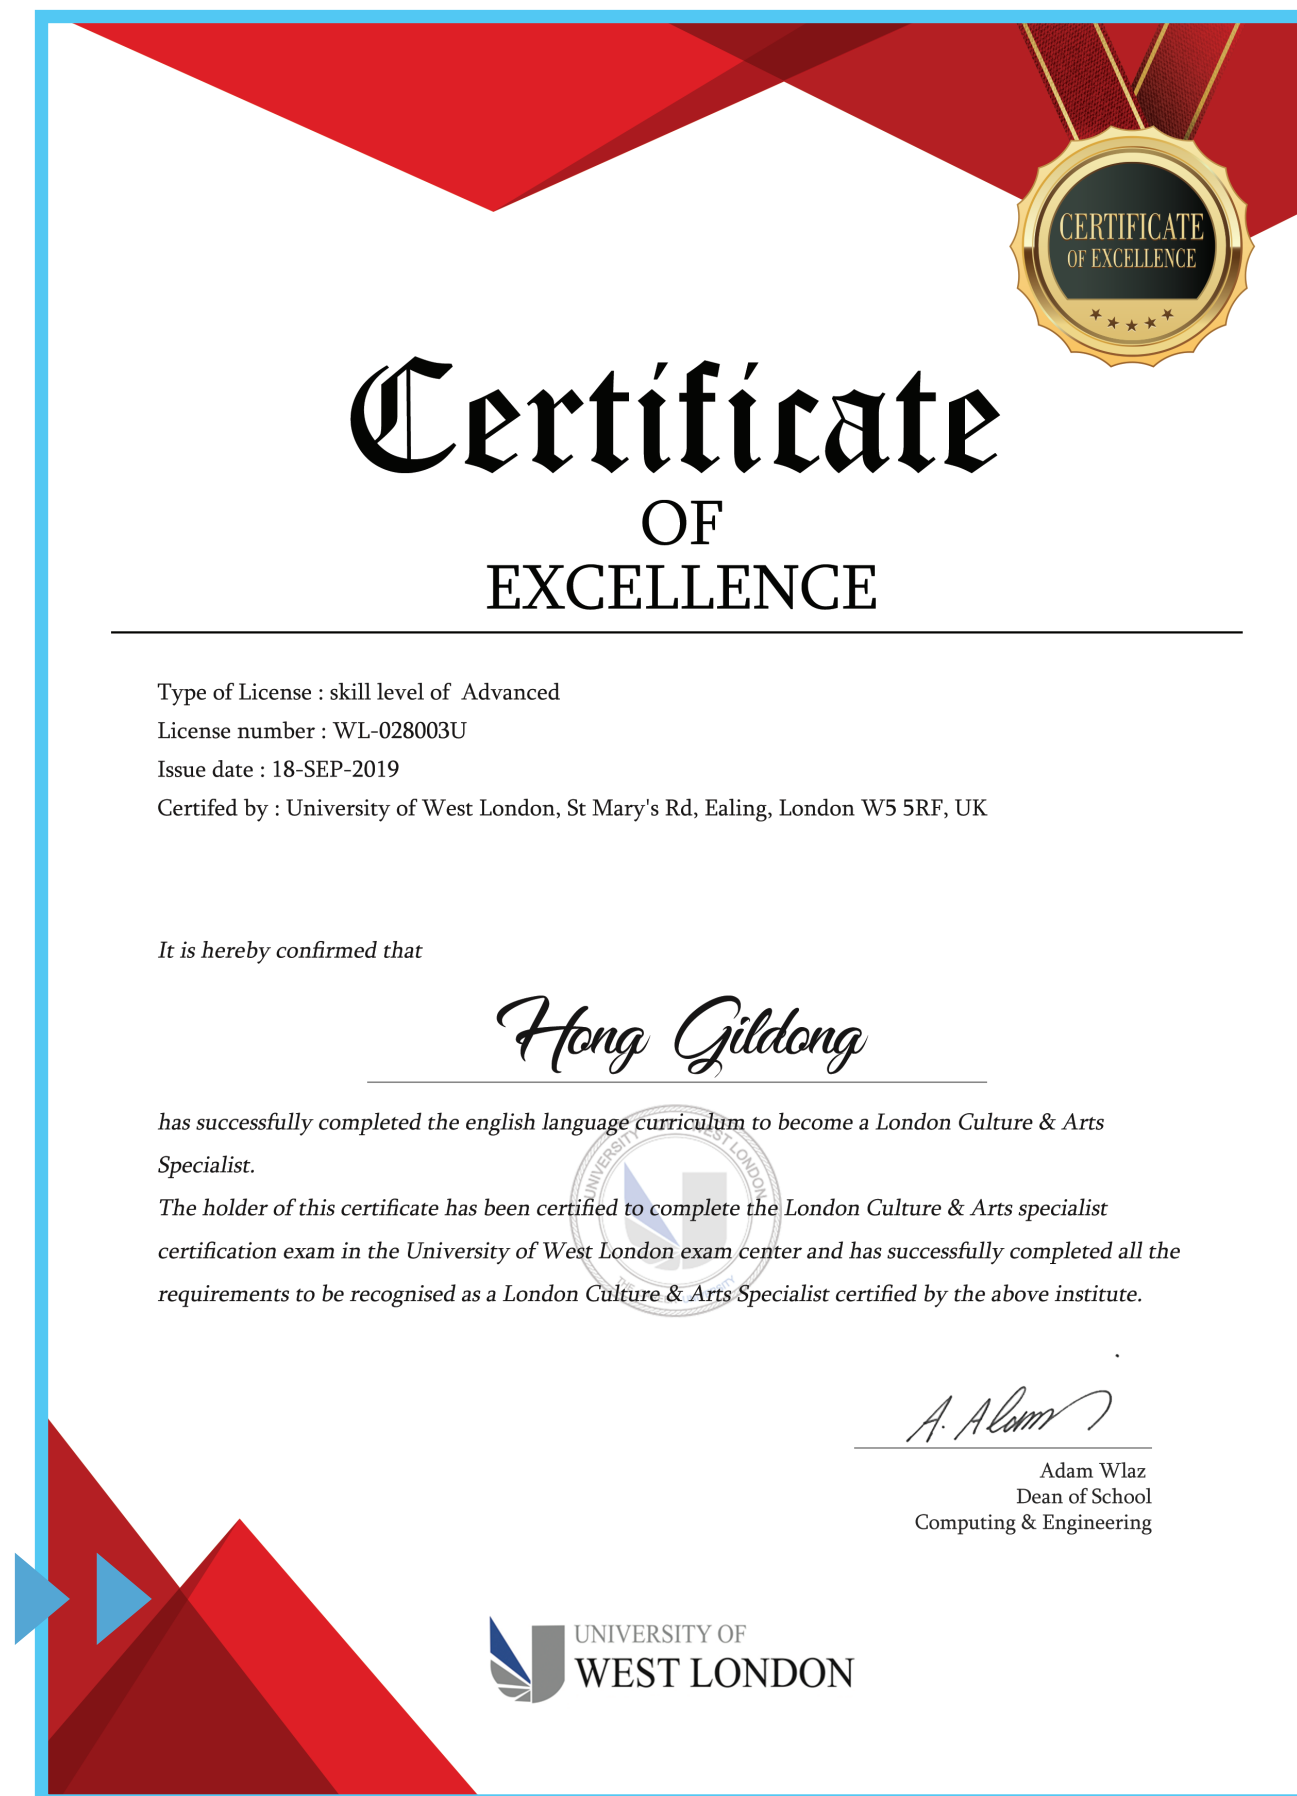 CERTIFICATE
OF EXCELLENCE
Certificate
OF
EXCELLENCE
Type of License : skill level of  Advanced
License number : WL-028003U
Issue date : 18-SEP-2019
Certifed by : University of West London, St Mary's Rd, Ealing, London W5 5RF, UK
It is hereby confirmed that
Hong Gildong
has successfully completed the english language curriculum to become a London Culture & Arts
Specialist.
The holder of this certificate has been certified to complete the London Culture & Arts specialist
certification exam in the University of West London exam center and has successfully completed all the
requirements to be recognised as a London Culture & Arts Specialist certified by the above institute.
UNIVERSITY OF WEST LONDON
A. Alam
Adam Wlaz
Dean of School
Computing & Engineering
UNIVERSITY OF
WEST LONDON